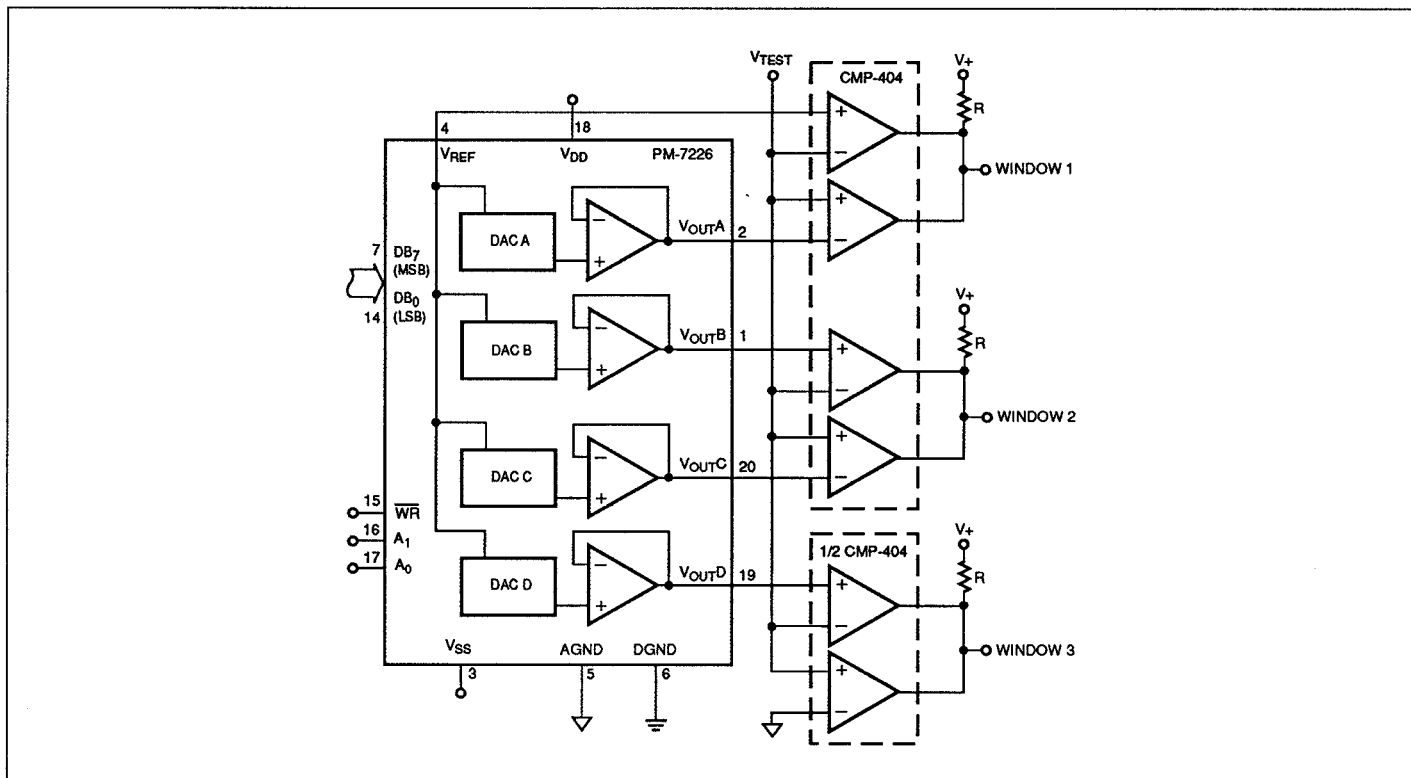 VTEST
CMP-404
V+
R
4
18
VREF
VDD
PM-7226
+
−
WINDOW 1
DAC A
−
+
VOUTA 2
+
−
7
DB7
(MSB)
DB0
14
(LSB)
DAC B
−
+
VOUTB 1
+
−
V+
R
WINDOW 2
DAC C
−
+
VOUTC 20
+
−
15 WR
16 A1
17 A0
DAC D
−
+
VOUTD 19
1/2 CMP-404
+
−
V+
R
WINDOW 3
VSS
AGND
DGND
3
5
6
+
−